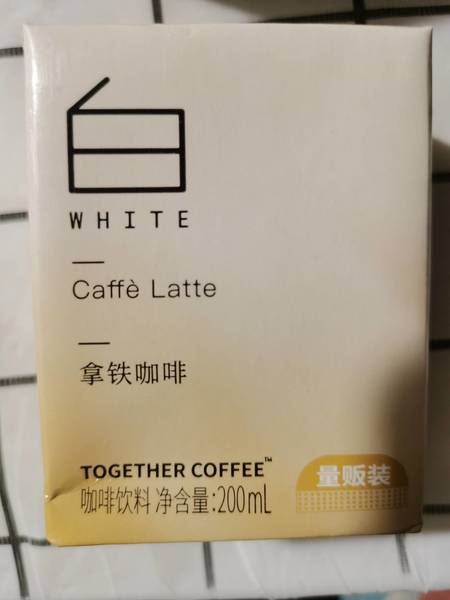 白
WHITE
Caffè Latte
拿铁咖啡
TOGETHER COFFEE™
咖啡饮料 净含量:200mL
量贩装